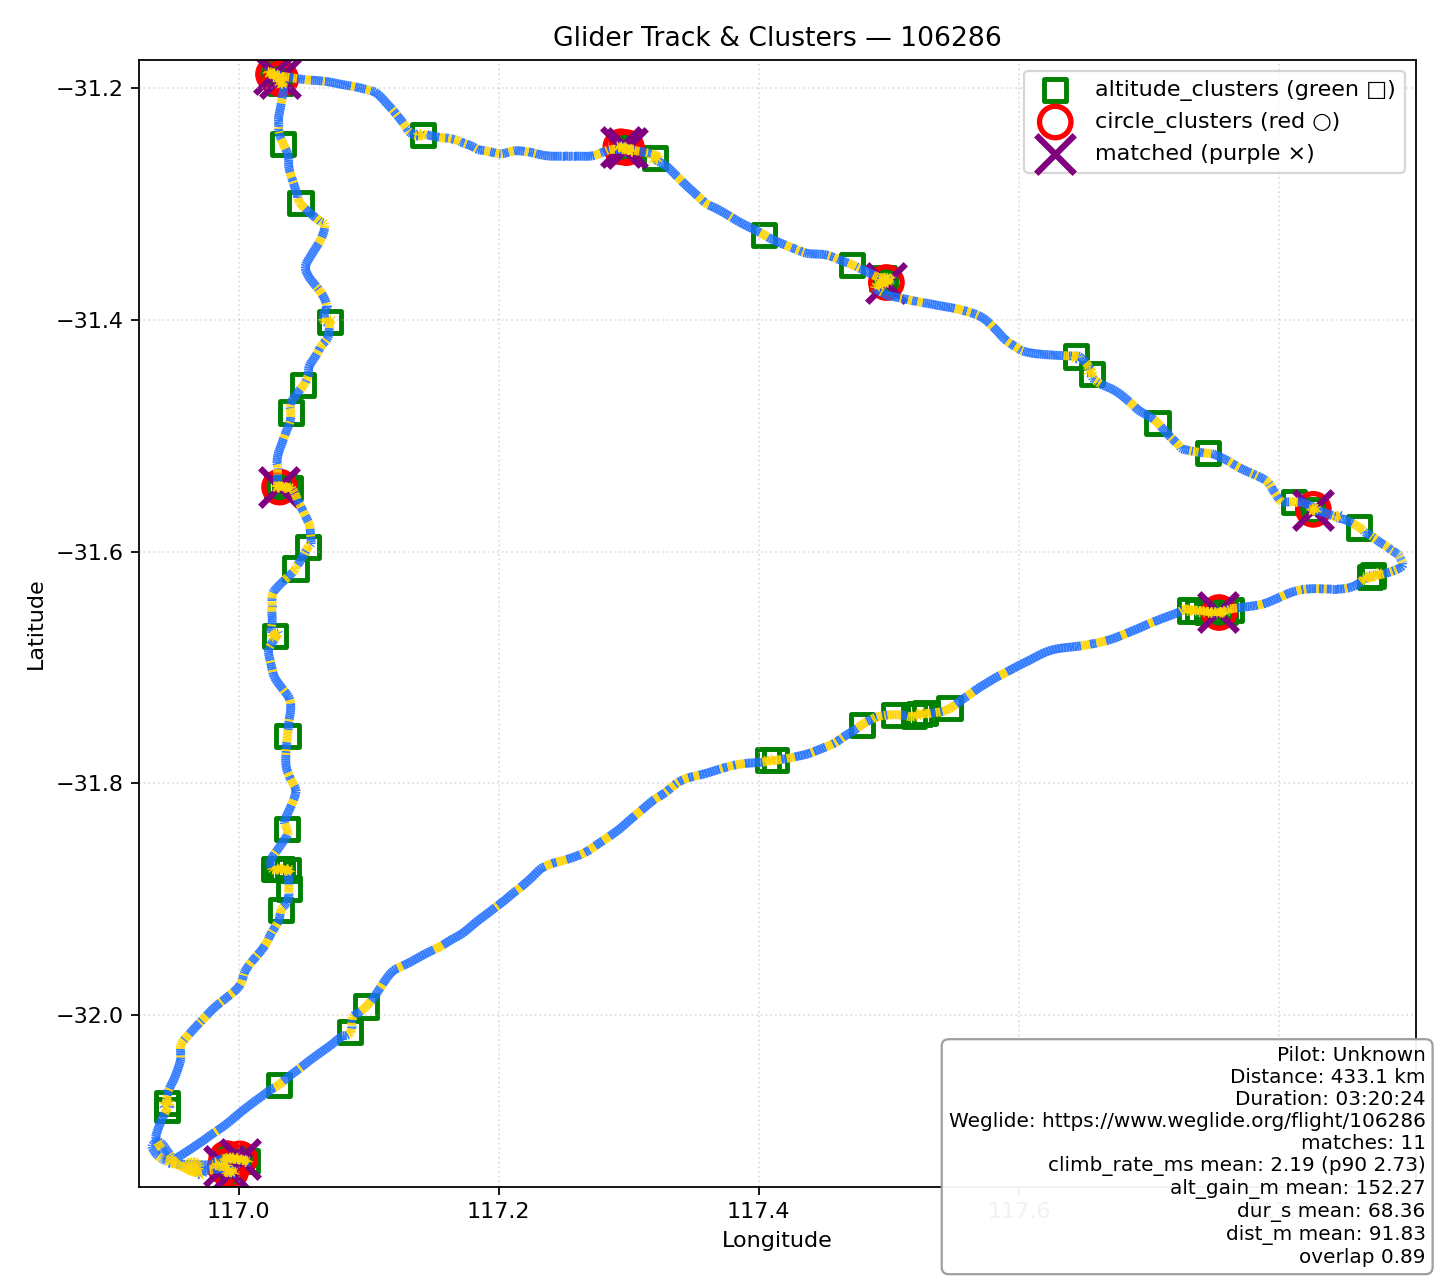 Glider Track & Clusters — 106286
altitude_clusters (green □)
circle_clusters (red ○)
matched (purple ×)
Latitude
−31.2
−31.4
−31.6
−31.8
−32.0
117.0
117.2
117.4
117.6
Longitude
Pilot: Unknown
Distance: 433.1 km
Duration: 03:20:24
Weglide: https://www.weglide.org/flight/106286
matches: 11
climb_rate_ms mean: 2.19 (p90 2.73)
alt_gain_m mean: 152.27
dur_s mean: 68.36
dist_m mean: 91.83
overlap 0.89